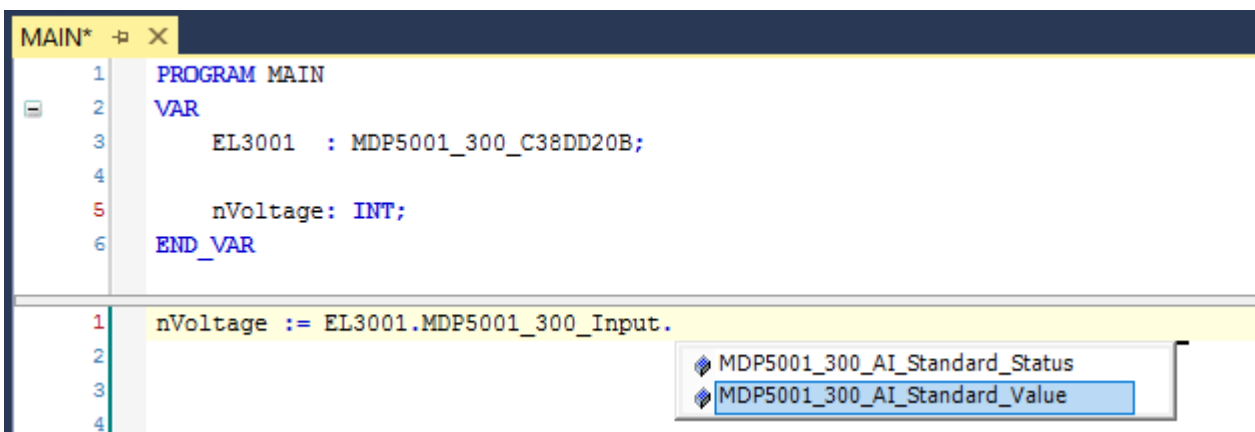 MAIN*
1 PROGRAM MAIN
2 VAR
3 EL3001 : MDP5001_300_C38DD20B;
4
5 nVoltage: INT;
6 END_VAR
1 nVoltage := EL3001.MDP5001_300_Input.
2 MDP5001_300_AI_Standard_Status
3 MDP5001_300_AI_Standard_Value
4